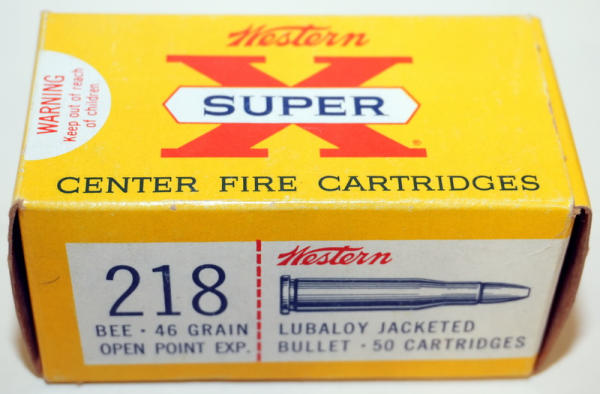 Western
X
SUPER
®
WARNING
Keep out of reach
of children.
CENTER FIRE CARTRIDGES
218
BEE · 46 GRAIN
OPEN POINT EXP.
Western
LUBALOY JACKETED
BULLET · 50 CARTRIDGES